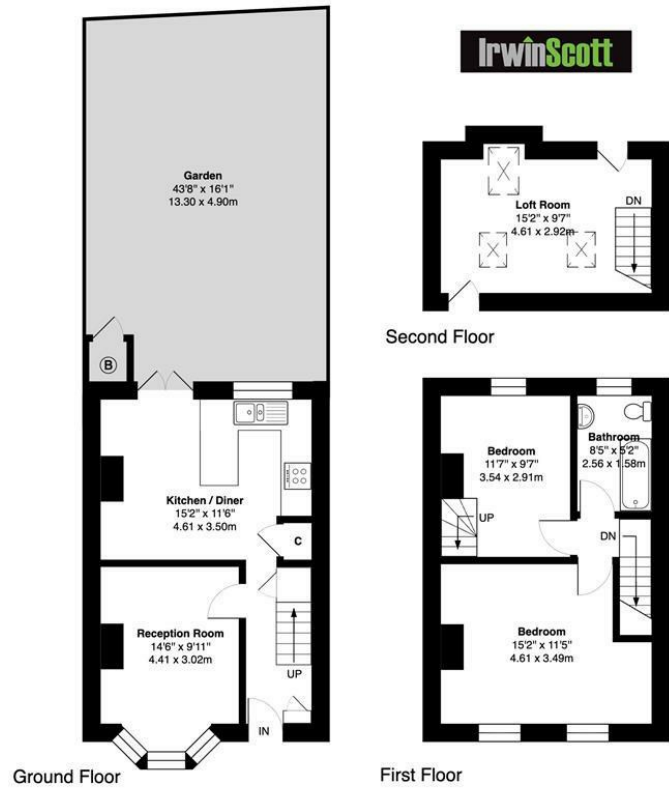 IrwinScott
Garden
43'8" x 16'1"
13.30 x 4.90m
B
Kitchen / Diner
15'2" x 11'6"
4.61 x 3.50m
C
Reception Room
14'6" x 9'11"
4.41 x 3.02m
UP
IN
Ground Floor
Loft Room
15'2" x 9'7"
4.61 x 2.92m
DN
Second Floor
Bedroom
11'7" x 9'7"
3.54 x 2.91m
UP
Bathroom
8'5" x 5'2"
2.56 x 1.58m
DN
Bedroom
15'2" x 11'5"
4.61 x 3.49m
First Floor